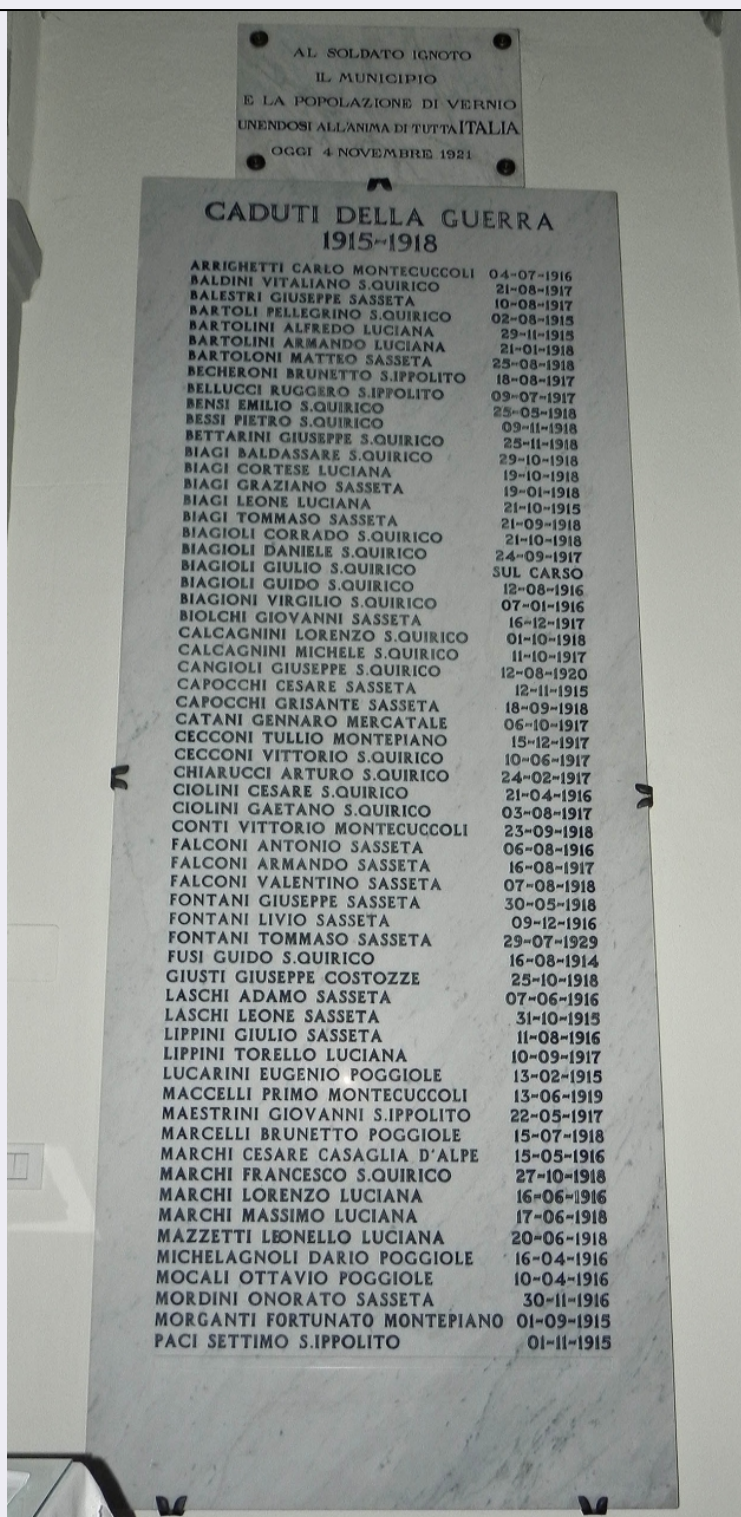 AL SOLDATO IGNOTO
IL MUNICIPIO
E LA POPOLAZIONE DI VERNIO
UNENDOSI ALL'ANIMA DI TUTTA ITALIA
OGGI 4 NOVEMBRE 1921
CADUTI DELLA GUERRA
1915-1918
ARRIGHETTI CARLO MONTECUCCOLI 04-07-1916
BALDINI VITALIANO S.QUIRICO 21-08-1917
BALESTRI GIUSEPPE SASSETA 10-08-1917
BARTOLI PELLEGRINO S.QUIRICO 02-08-1915
BARTOLINI ALFREDO LUCIANA 29-11-1915
BARTOLINI ARMANDO LUCIANA 21-01-1918
BARTOLONI MATTEO SASSETA 25-08-1918
BECHERONI BRUNETTO S.IPPOLITO 18-08-1917
BELLUCCI RUGGERO S.IPPOLITO 09-07-1917
BENSI EMILIO S.QUIRICO 25-05-1918
BESSI PIETRO S.QUIRICO 09-11-1918
BETTARINI GIUSEPPE S.QUIRICO 25-11-1918
BIAGI BALDASSARE S.QUIRICO 29-10-1918
BIAGI CORTESE LUCIANA 19-10-1918
BIAGI GRAZIANO SASSETA 19-01-1918
BIAGI LEONE LUCIANA 21-10-1915
BIAGI TOMMASO SASSETA 21-09-1918
BIAGIOLI CORRADO S.QUIRICO 21-10-1918
BIAGIOLI DANIELE S.QUIRICO 24-09-1917
BIAGIOLI GIULIO S.QUIRICO SUL CARSO
BIAGIOLI GUIDO S.QUIRICO 12-08-1916
BIAGIONI VIRGILIO S.QUIRICO 07-01-1916
BIOLCHI GIOVANNI SASSETA 16-12-1917
CALCAGNINI LORENZO S.QUIRICO 01-10-1918
CALCAGNINI MICHELE S.QUIRICO 11-10-1917
CANGIOLI GIUSEPPE S.QUIRICO 12-08-1920
CAPOCCHI CESARE SASSETA 12-11-1915
CAPOCCHI GRISANTE SASSETA 18-09-1918
CATANI GENNARO MERCATALE 06-10-1917
CECCONI TULLIO MONTEPIANO 15-12-1917
CECCONI VITTORIO S.QUIRICO 10-06-1917
CHIARUCCI ARTURO S.QUIRICO 24-02-1917
CIOLINI CESARE S.QUIRICO 21-04-1916
CIOLINI GAETANO S.QUIRICO 03-08-1917
CONTI VITTORIO MONTECUCCOLI 23-09-1918
FALCONI ANTONIO SASSETA 06-08-1916
FALCONI ARMANDO SASSETA 16-08-1917
FALCONI VALENTINO SASSETA 07-08-1918
FONTANI GIUSEPPE SASSETA 30-05-1918
FONTANI LIVIO SASSETA 09-12-1916
FONTANI TOMMASO SASSETA 29-07-1929
FUSI GUIDO S.QUIRICO 16-08-1914
GIUSTI GIUSEPPE COSTOZZE 25-10-1918
LASCHI ADAMO SASSETA 07-06-1916
LASCHI LEONE SASSETA 31-10-1915
LIPPINI GIULIO SASSETA 11-08-1916
LIPPINI TORELLO LUCIANA 10-09-1917
LUCARINI EUGENIO POGGIOLE 13-02-1915
MACCELLI PRIMO MONTECUCCOLI 13-06-1919
MAESTRINI GIOVANNI S.IPPOLITO 22-05-1917
MARCELLI BRUNETTO POGGIOLE 15-07-1918
MARCHI CESARE CASAGLIA D'ALPE 15-05-1916
MARCHI FRANCESCO S.QUIRICO 27-10-1918
MARCHI LORENZO LUCIANA 16-06-1916
MARCHI MASSIMO LUCIANA 17-06-1918
MAZZETTI LEONELLO LUCIANA 20-06-1918
MICHELAGNOLI DARIO POGGIOLE 16-04-1916
MOCALI OTTAVIO POGGIOLE 10-04-1916
MORDINI ONORATO SASSETA 30-11-1916
MORGANTI FORTUNATO MONTEPIANO 01-09-1915
PACI SETTIMO S.IPPOLITO 01-11-1915